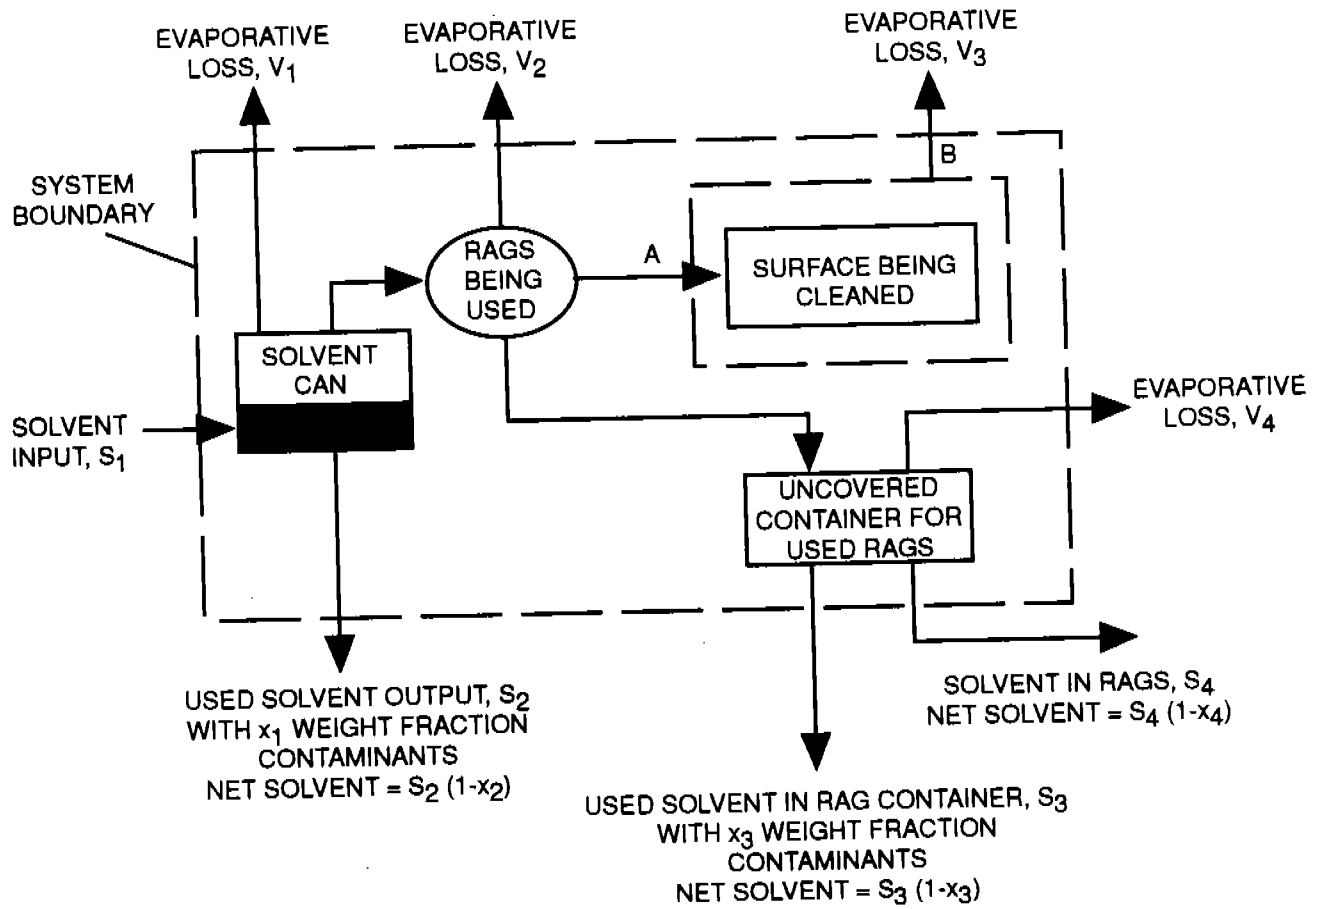 EVAPORATIVE
LOSS, V1
EVAPORATIVE
LOSS, V2
EVAPORATIVE
LOSS, V3
B
SYSTEM
BOUNDARY
RAGS
BEING
USED
A
SURFACE BEING
CLEANED
SOLVENT
CAN
EVAPORATIVE
LOSS, V4
SOLVENT
INPUT, S1
UNCOVERED
CONTAINER FOR
USED RAGS
USED SOLVENT OUTPUT, S2
WITH x1 WEIGHT FRACTION
CONTAMINANTS
NET SOLVENT = S2 (1-x2)
SOLVENT IN RAGS, S4
NET SOLVENT = S4 (1-x4)
USED SOLVENT IN RAG CONTAINER, S3
WITH x3 WEIGHT FRACTION
CONTAMINANTS
NET SOLVENT = S3 (1-x3)